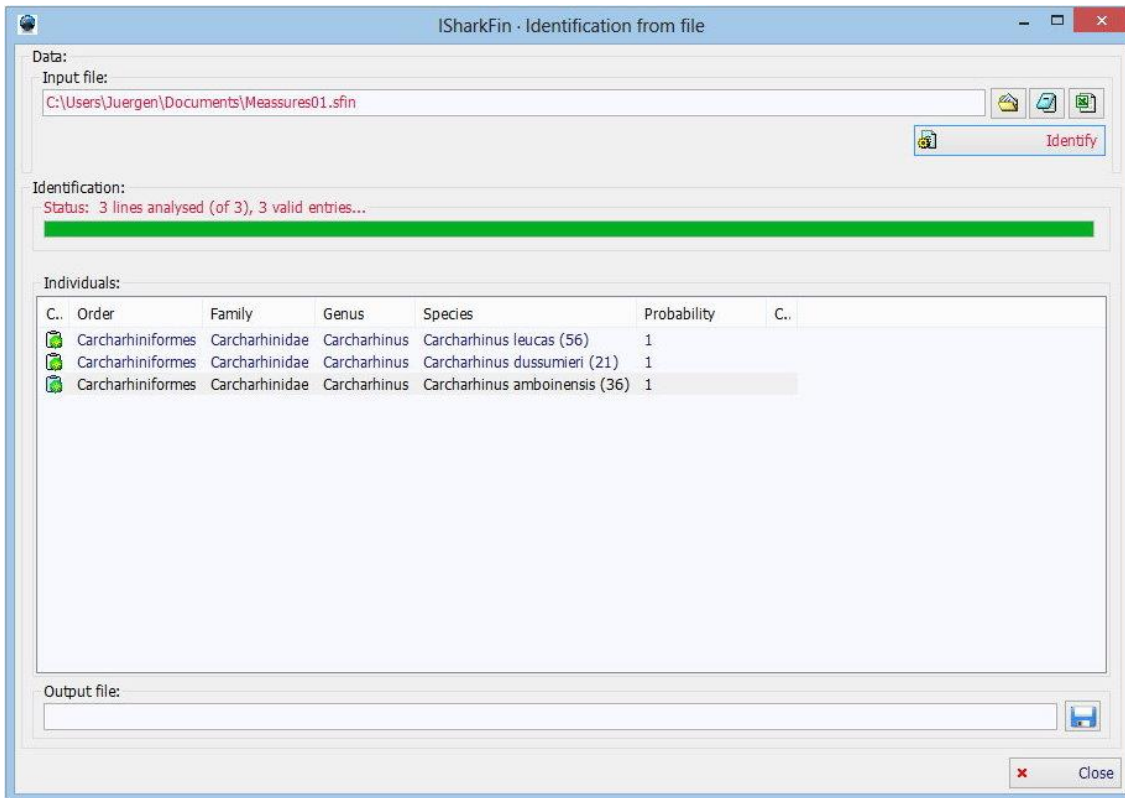 ISharkFin · Identification from file
Data:
Input file:
C:\Users\Juergen\Documents\Meassures01.sfin
Identify
Identification:
Status: 3 lines analysed (of 3), 3 valid entries...
Individuals:
C.. Order Family Genus Species Probability C..
Carcharhiniformes Carcharhinidae Carcharhinus Carcharhinus leucas (56) 1
Carcharhiniformes Carcharhinidae Carcharhinus Carcharhinus dussumieri (21) 1
Carcharhiniformes Carcharhinidae Carcharhinus Carcharhinus amboinensis (36) 1
Output file:
Close